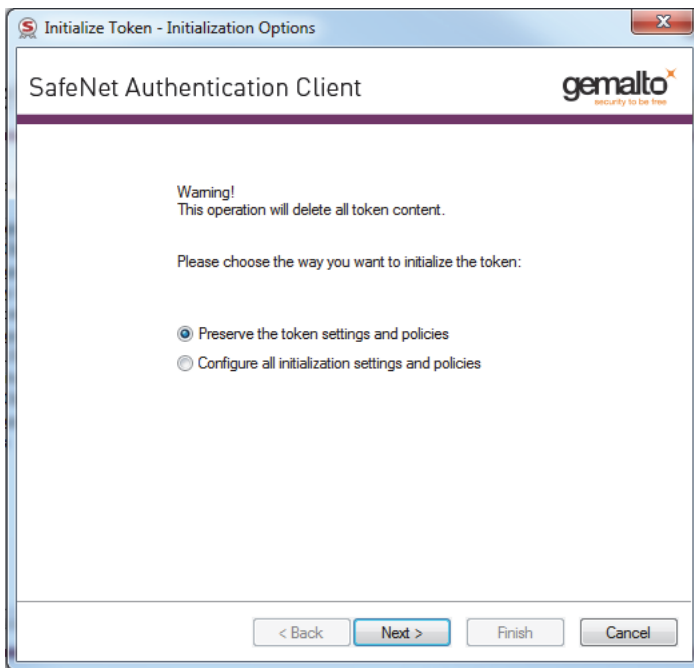 Initialize Token - Initialization Options
SafeNet Authentication Client
gemalto
security to be free
Warning!
This operation will delete all token content.
Please choose the way you want to initialize the token:
Preserve the token settings and policies
Configure all initialization settings and policies
< Back Next > Finish Cancel